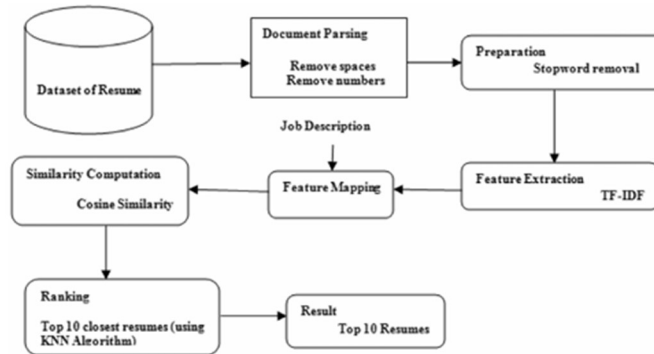 Dataset of Resume
Document Parsing
Remove spaces
Remove numbers
Preparation
Stopword removal
Job Description
Feature Extraction
TF-IDF
Feature Mapping
Similarity Computation
Cosine Similarity
Ranking
Top 10 closest resumes (using
KNN Algorithm)
Result
Top 10 Resumes